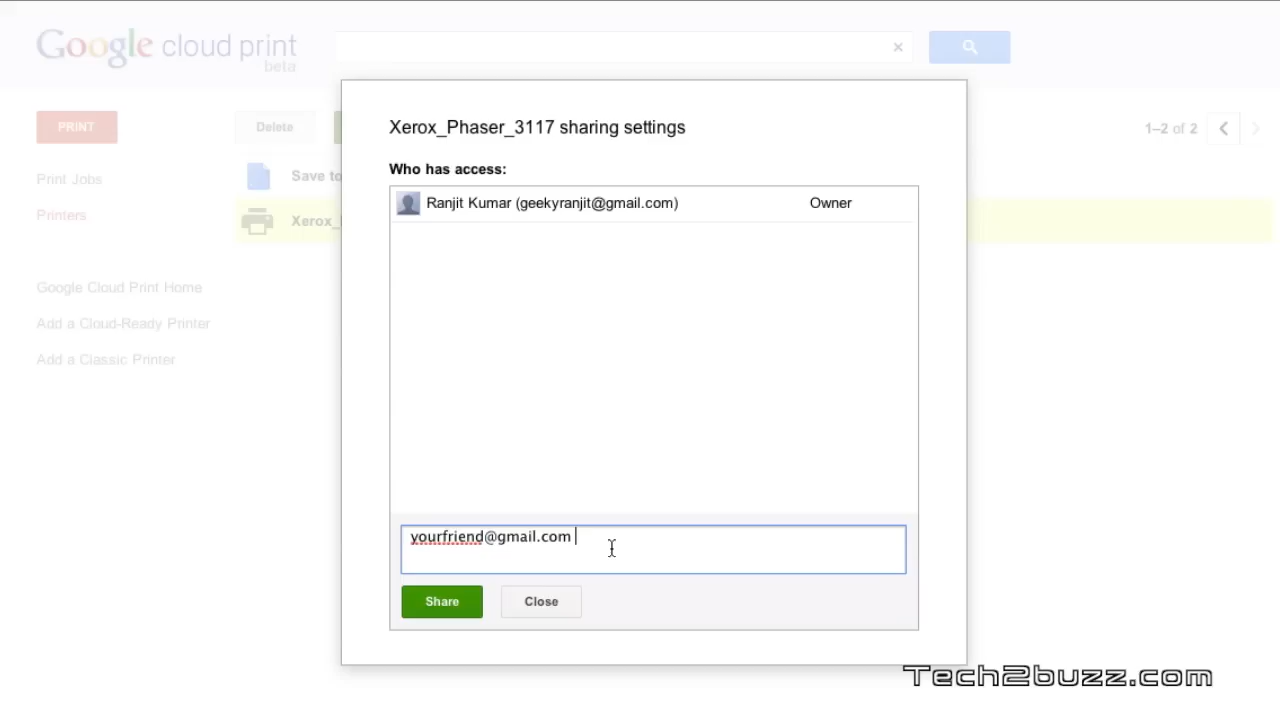 Google cloud print
beta
PRINT
Delete
1–2 of 2
Print Jobs
Printers
Save to
Xerox_
Google Cloud Print Home
Add a Cloud-Ready Printer
Add a Classic Printer
Xerox_Phaser_3117 sharing settings
Who has access:
Ranjit Kumar (geekyranjit@gmail.com) Owner
yourfriend@gmail.com
Share Close
Tech2buzz.com